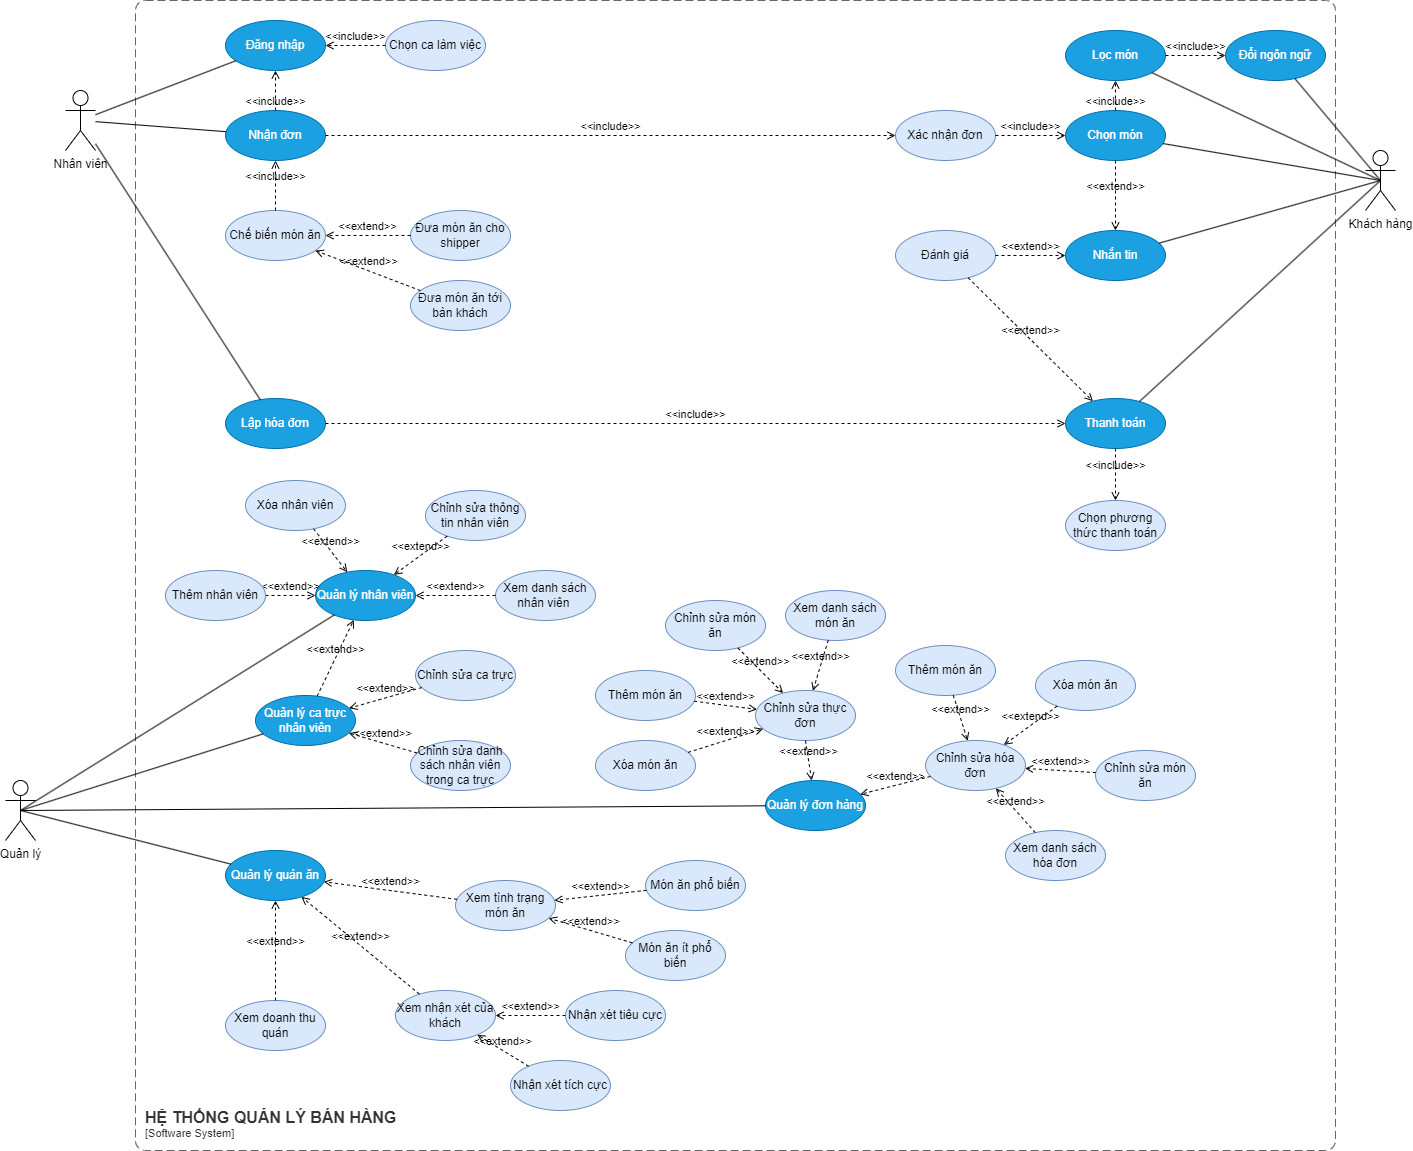 Đăng nhập
<<include>>
Chọn ca làm việc
Lọc món
<<include>>
Đổi ngôn ngữ
<<include>>
<<include>>
Nhận đơn
<<include>>
Xác nhận đơn
<<include>>
Chọn món
Nhân viên
<<include>>
<<extend>>
Khách hàng
Chế biến món ăn
<<extend>>
Đưa món ăn cho
shipper
Đánh giá
<<extend>>
Nhắn tin
<<extend>>
Đưa món ăn tới
bàn khách
<<extend>>
Lập hóa đơn
<<include>>
Thanh toán
<<include>>
Chọn phương
thức thanh toán
Xóa nhân viên
Chỉnh sửa thông
tin nhân viên
<<extend>>
<<extend>>
Thêm nhân viên
<<extend>>
Quản lý nhân viên
<<extend>>
Xem danh sách
nhân viên
<<extend>>
Chỉnh sửa ca trực
<<extend>>
Quản lý ca trực
nhân viên
<<extend>>
Chỉnh sửa danh
sách nhân viên
trong ca trực
Chỉnh sửa món
ăn
Xem danh sách
món ăn
<<extend>>
<<extend>>
Thêm món ăn
<<extend>>
Chỉnh sửa thực
đơn
<<extend>>
Xóa món ăn
<<extend>>
Thêm món ăn
Xóa món ăn
<<extend>>
<<extend>>
Chỉnh sửa hóa
đơn
<<extend>>
Chỉnh sửa món
ăn
<<extend>>
Quản lý đơn hàng
<<extend>>
Xem danh sách
hóa đơn
Quản lý
Quản lý quán ăn
<<extend>>
Xem tình trạng
món ăn
<<extend>>
Món ăn phổ biến
<<extend>>
Món ăn ít phổ
biến
<<extend>>
<<extend>>
Xem doanh thu
quán
Xem nhận xét của
khách
<<extend>>
Nhận xét tiêu cực
<<extend>>
Nhận xét tích cực
HỆ THỐNG QUẢN LÝ BÁN HÀNG
[Software System]